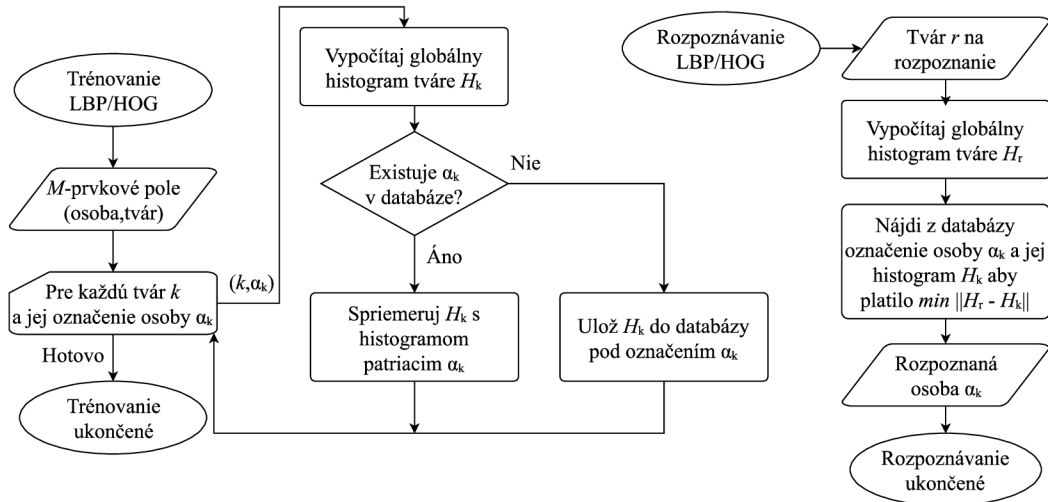 Trénovanie
LBP/HOG
M-prvkové pole
(osoba,tvár)
Pre každú tvár k
a jej označenie osoby αk
Hotovo
Trénovanie
ukončené
(k,αk)
Vypočítaj globálny
histogram tváre Hk
Existuje αk
v databáze?
Nie
Áno
Spriemeruj Hk s
histogramom
patriacim αk
Ulož Hk do databázy
pod označením αk
Rozpoznávanie
LBP/HOG
Tvár r na
rozpoznanie
Vypočítaj globálny
histogram tváre Hr
Nájdi z databázy
označenie osoby αk a jej
histogram Hk aby
platilo min ||Hr - Hk||
Rozpoznaná
osoba αk
Rozpoznávanie
ukončené